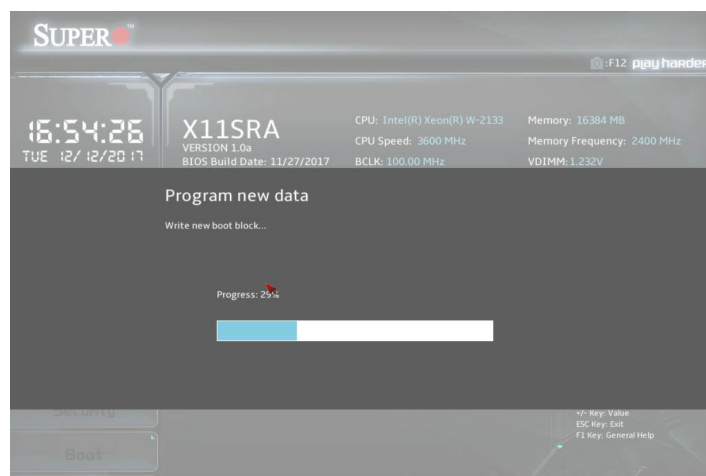 SUPER
:F12 play harder
16:54:26
TUE 12/12/2017
X11SRA
VERSION 1.0a
BIOS Build Date: 11/27/2017
CPU: Intel(R) Xeon(R) W-2133
CPU Speed: 3600 MHz
BCLK: 100.00 MHz
Memory: 16384 MB
Memory Frequency: 2400 MHz
VDIMM: 1.232V
Program new data
Write new boot block...
Progress: 29%
Security
Boot
+/- Key: Value
ESC Key: Exit
F1 Key: General Help